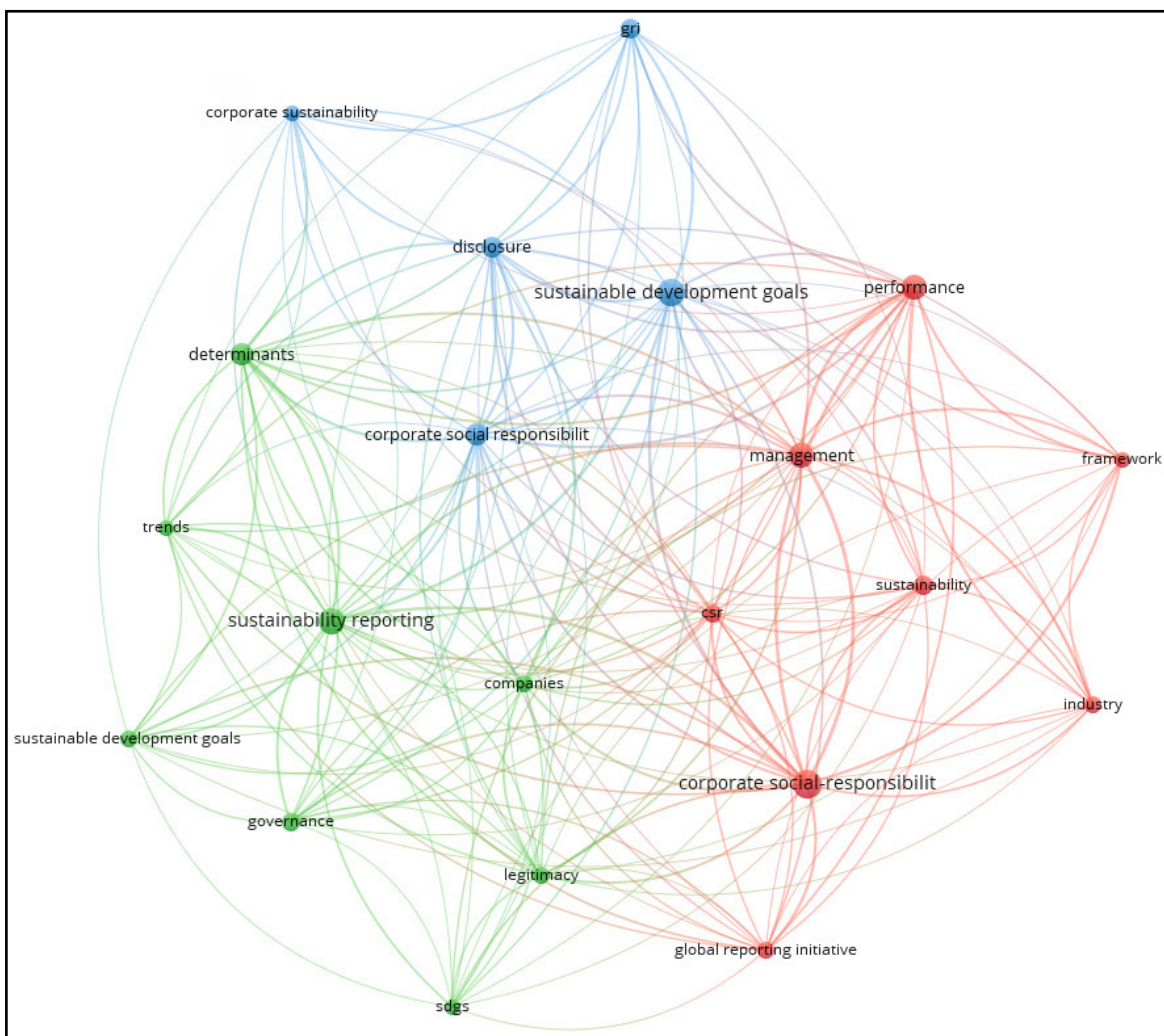 gri
corporate sustainability
disclosure
sustainable development goals
performance
determinants
corporate social responsibilit
management
framework
trends
sustainability
csr
sustainability reporting
companies
industry
sustainable development goals
corporate social-responsibilit
governance
legitimacy
global reporting initiative
sdgs